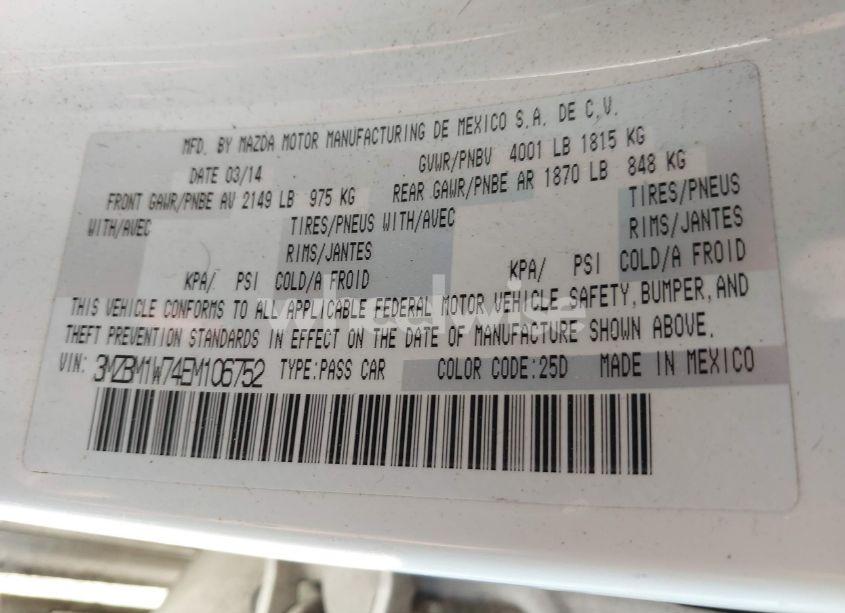 MFD. BY MAZDA MOTOR MANUFACTURING DE MEXICO S.A. DE C.V.
DATE 03/14 GVWR/PNBV 4001 LB 1815 KG
FRONT GAWR/PNBE AV 2149 LB 975 KG REAR GAWR/PNBE AR 1870 LB 848 KG
WITH/AVEC TIRES/PNEUS WITH/AVEC TIRES/PNEUS
RIMS/JANTES RIMS/JANTES
KPA/ PSI COLD/A FROID KPA/ PSI COLD/A FROID
THIS VEHICLE CONFORMS TO ALL APPLICABLE FEDERAL MOTOR VEHICLE SAFETY, BUMPER, AND
THEFT PREVENTION STANDARDS IN EFFECT ON THE DATE OF MANUFACTURE SHOWN ABOVE.
VIN: 3MZBM1W74EM106752 TYPE:PASS CAR COLOR CODE:25D MADE IN MEXICO